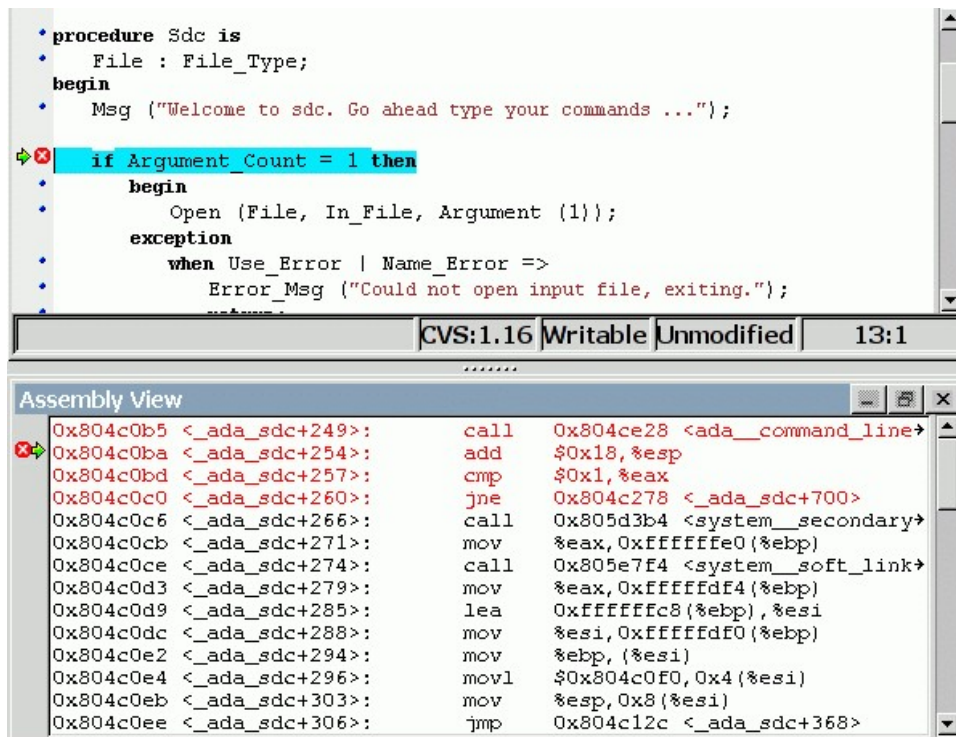 procedure Sdc is
File : File_Type;
begin
Msg ("Welcome to sdc. Go ahead type your commands ...");
if Argument_Count = 1 then
begin
Open (File, In_File, Argument (1));
exception
when Use_Error | Name_Error =>
Error_Msg ("Could not open input file, exiting.");
CVS:1.16 Writable Unmodified 13:1
Assembly View
0x804c0b5 <_ada_sdc+249>: call 0x804ce28 <ada__command_line
0x804c0ba <_ada_sdc+254>: add $0x18,%esp
0x804c0bd <_ada_sdc+257>: cmp $0x1,%eax
0x804c0c0 <_ada_sdc+260>: jne 0x804c278 <_ada_sdc+700>
0x804c0c6 <_ada_sdc+266>: call 0x805d3b4 <system__secondary
0x804c0cb <_ada_sdc+271>: mov %eax,0xffffffe0(%ebp)
0x804c0ce <_ada_sdc+274>: call 0x805e7f4 <system__soft_link
0x804c0d3 <_ada_sdc+279>: mov %eax,0xfffffdf4(%ebp)
0x804c0d9 <_ada_sdc+285>: lea 0xffffffc8(%ebp),%esi
0x804c0dc <_ada_sdc+288>: mov %esi,0xfffffdf0(%ebp)
0x804c0e2 <_ada_sdc+294>: mov %ebp,(%esi)
0x804c0e4 <_ada_sdc+296>: movl $0x804c0f0,0x4(%esi)
0x804c0eb <_ada_sdc+303>: mov %esp,0x8(%esi)
0x804c0ee <_ada_sdc+306>: jmp 0x804c12c <_ada_sdc+368>